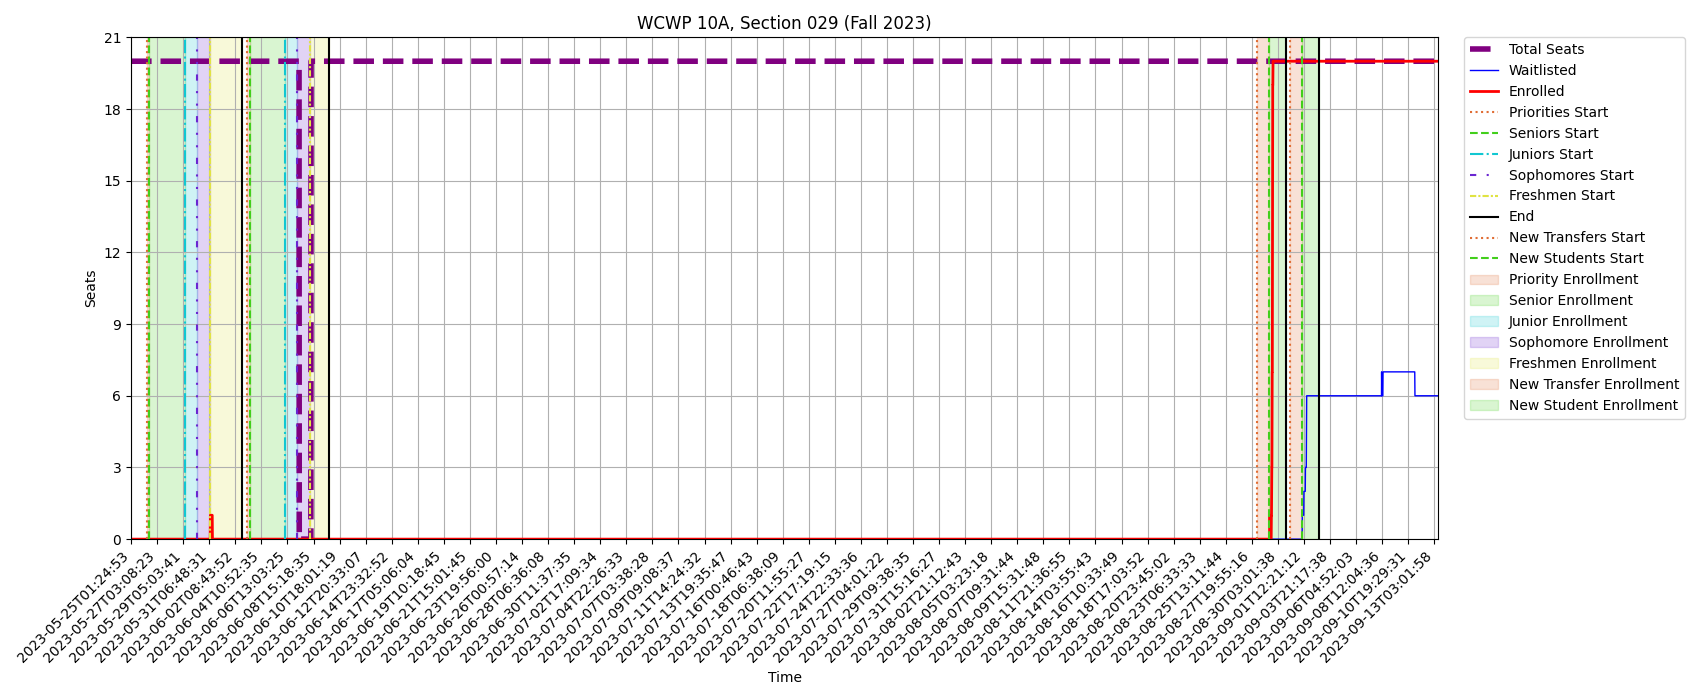 WCWP 10A, Section 029 (Fall 2023)
21
18
15
12
9
6
3
0
Seats
2023-05-25T01:24:53
2023-05-27T03:08:23
2023-05-29T05:03:41
2023-05-31T06:48:31
2023-06-02T08:43:52
2023-06-04T10:52:35
2023-06-06T13:03:25
2023-06-08T15:18:35
2023-06-10T18:01:19
2023-06-12T20:33:07
2023-06-14T23:32:52
2023-06-17T05:06:04
2023-06-19T10:18:45
2023-06-21T15:01:45
2023-06-23T19:56:00
2023-06-26T00:57:14
2023-06-28T06:36:08
2023-06-30T11:37:35
2023-07-02T17:09:34
2023-07-04T22:26:33
2023-07-07T03:38:28
2023-07-09T09:08:37
2023-07-11T14:24:32
2023-07-13T19:35:47
2023-07-16T00:46:43
2023-07-18T06:38:09
2023-07-20T11:55:27
2023-07-22T17:19:15
2023-07-24T22:33:36
2023-07-27T04:01:22
2023-07-29T09:38:35
2023-07-31T15:16:27
2023-08-02T21:12:43
2023-08-05T03:23:18
2023-08-07T09:31:44
2023-08-09T15:31:48
2023-08-11T21:36:55
2023-08-14T03:55:43
2023-08-16T10:33:49
2023-08-18T17:03:52
2023-08-20T23:45:02
2023-08-23T06:33:33
2023-08-25T13:11:44
2023-08-27T19:55:16
2023-08-30T03:01:38
2023-09-01T12:21:12
2023-09-03T21:17:38
2023-09-06T04:52:03
2023-09-08T12:04:36
2023-09-10T19:29:31
2023-09-13T03:01:58
Time
Total Seats
Waitlisted
Enrolled
Priorities Start
Seniors Start
Juniors Start
Sophomores Start
Freshmen Start
End
New Transfers Start
New Students Start
Priority Enrollment
Senior Enrollment
Junior Enrollment
Sophomore Enrollment
Freshmen Enrollment
New Transfer Enrollment
New Student Enrollment